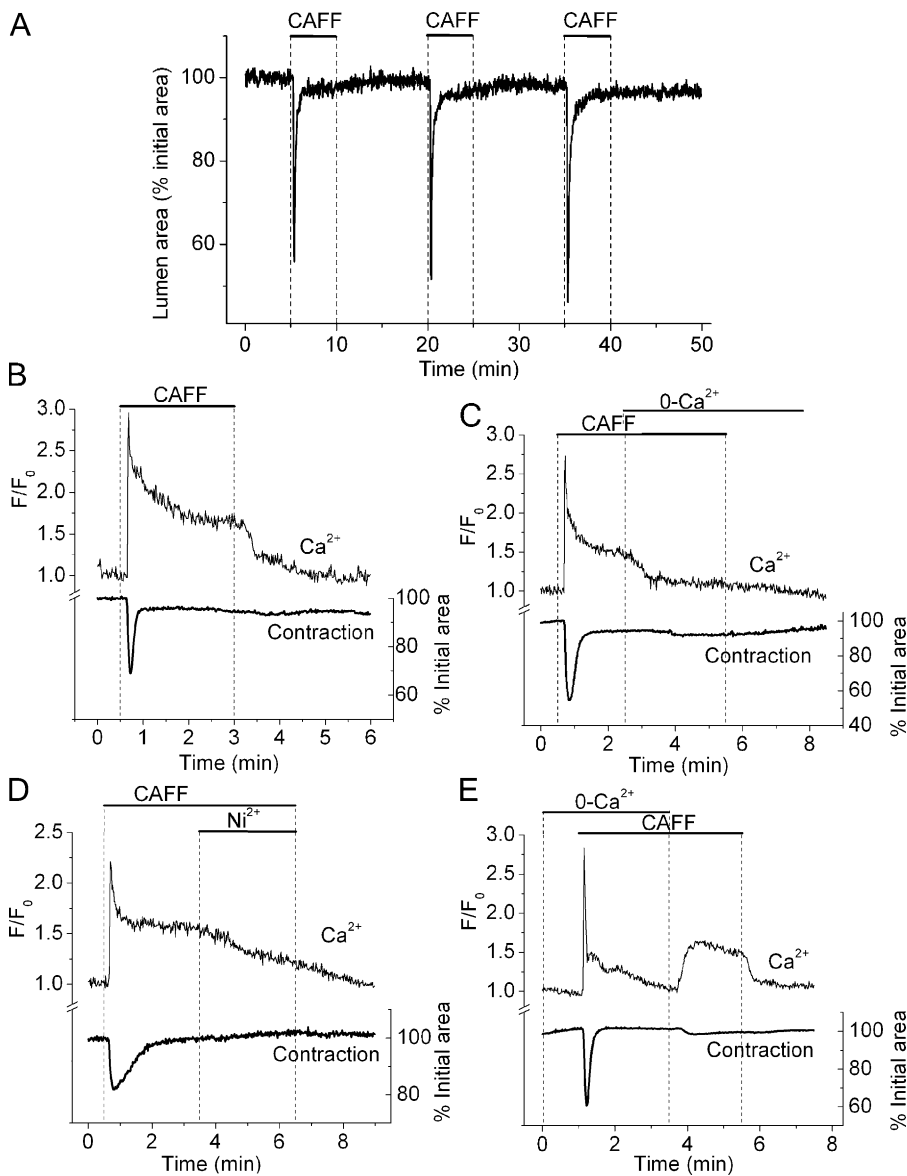 A
CAFF CAFF CAFF
100
80
60
Lumen area (% initial area)
0 10 20 30 40 50
Time (min)
B
CAFF
3.0
2.5
2.0
1.5
1.0
F/F₀
Ca²⁺
Contraction
100
80
60
% Initial area
0 1 2 3 4 5 6
Time (min)
C
0-Ca²⁺
CAFF
3.0
2.5
2.0
1.5
1.0
F/F₀
Ca²⁺
Contraction
100
80
60
40
% Initial area
0 2 4 6 8
Time (min)
D
CAFF
Ni²⁺
2.5
2.0
1.5
1.0
F/F₀
Ca²⁺
Contraction
100
80
% Initial area
0 2 4 6 8
Time (min)
E
0-Ca²⁺
CAFF
3.0
2.5
2.0
1.5
1.0
F/F₀
Ca²⁺
Contraction
100
80
60
% Initial area
0 2 4 6 8
Time (min)